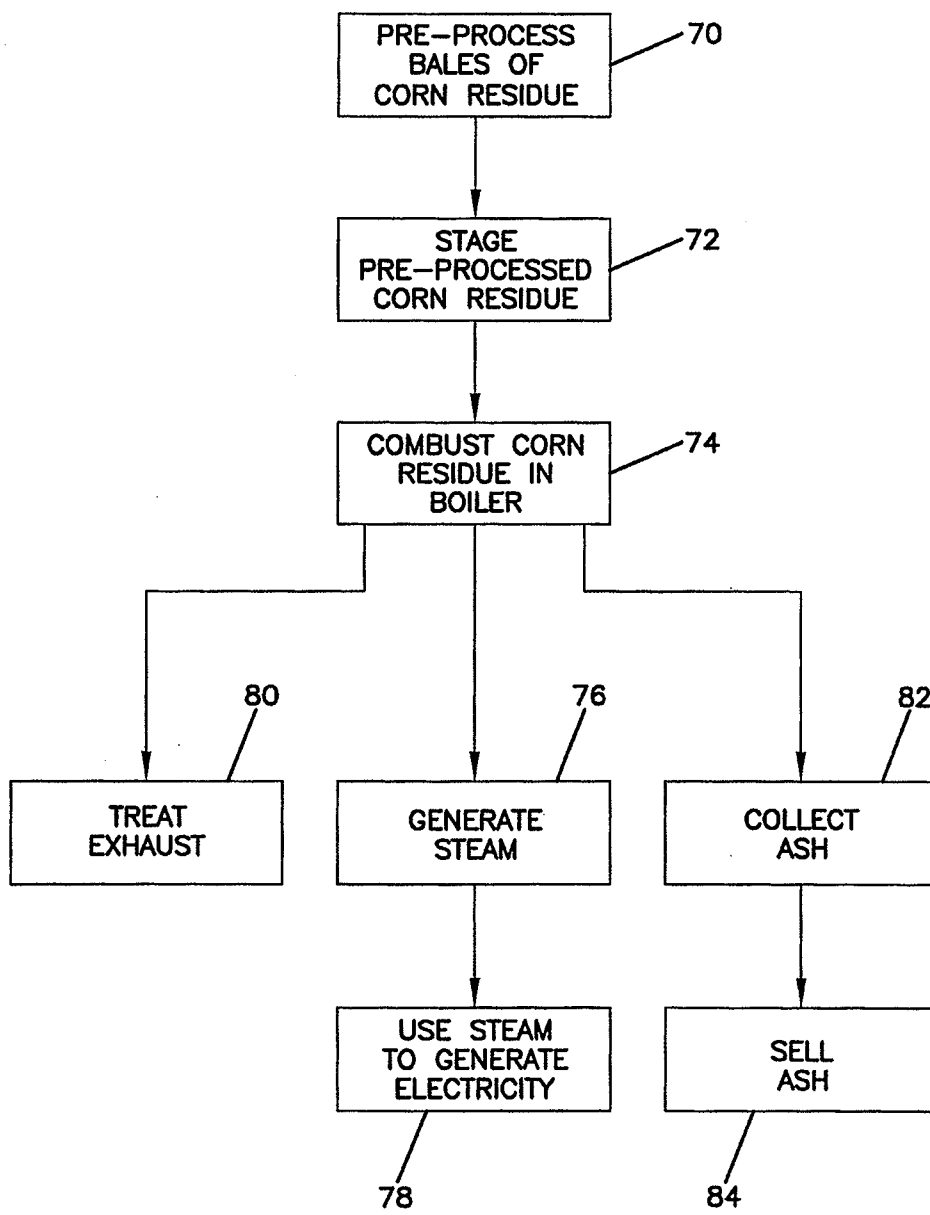 PRE-PROCESS
BALES OF
CORN RESIDUE
70
STAGE
PRE-PROCESSED
CORN RESIDUE
72
COMBUST CORN
RESIDUE IN
BOILER
74
80
TREAT
EXHAUST
76
GENERATE
STEAM
82
COLLECT
ASH
USE STEAM
TO GENERATE
ELECTRICITY
78
SELL
ASH
84